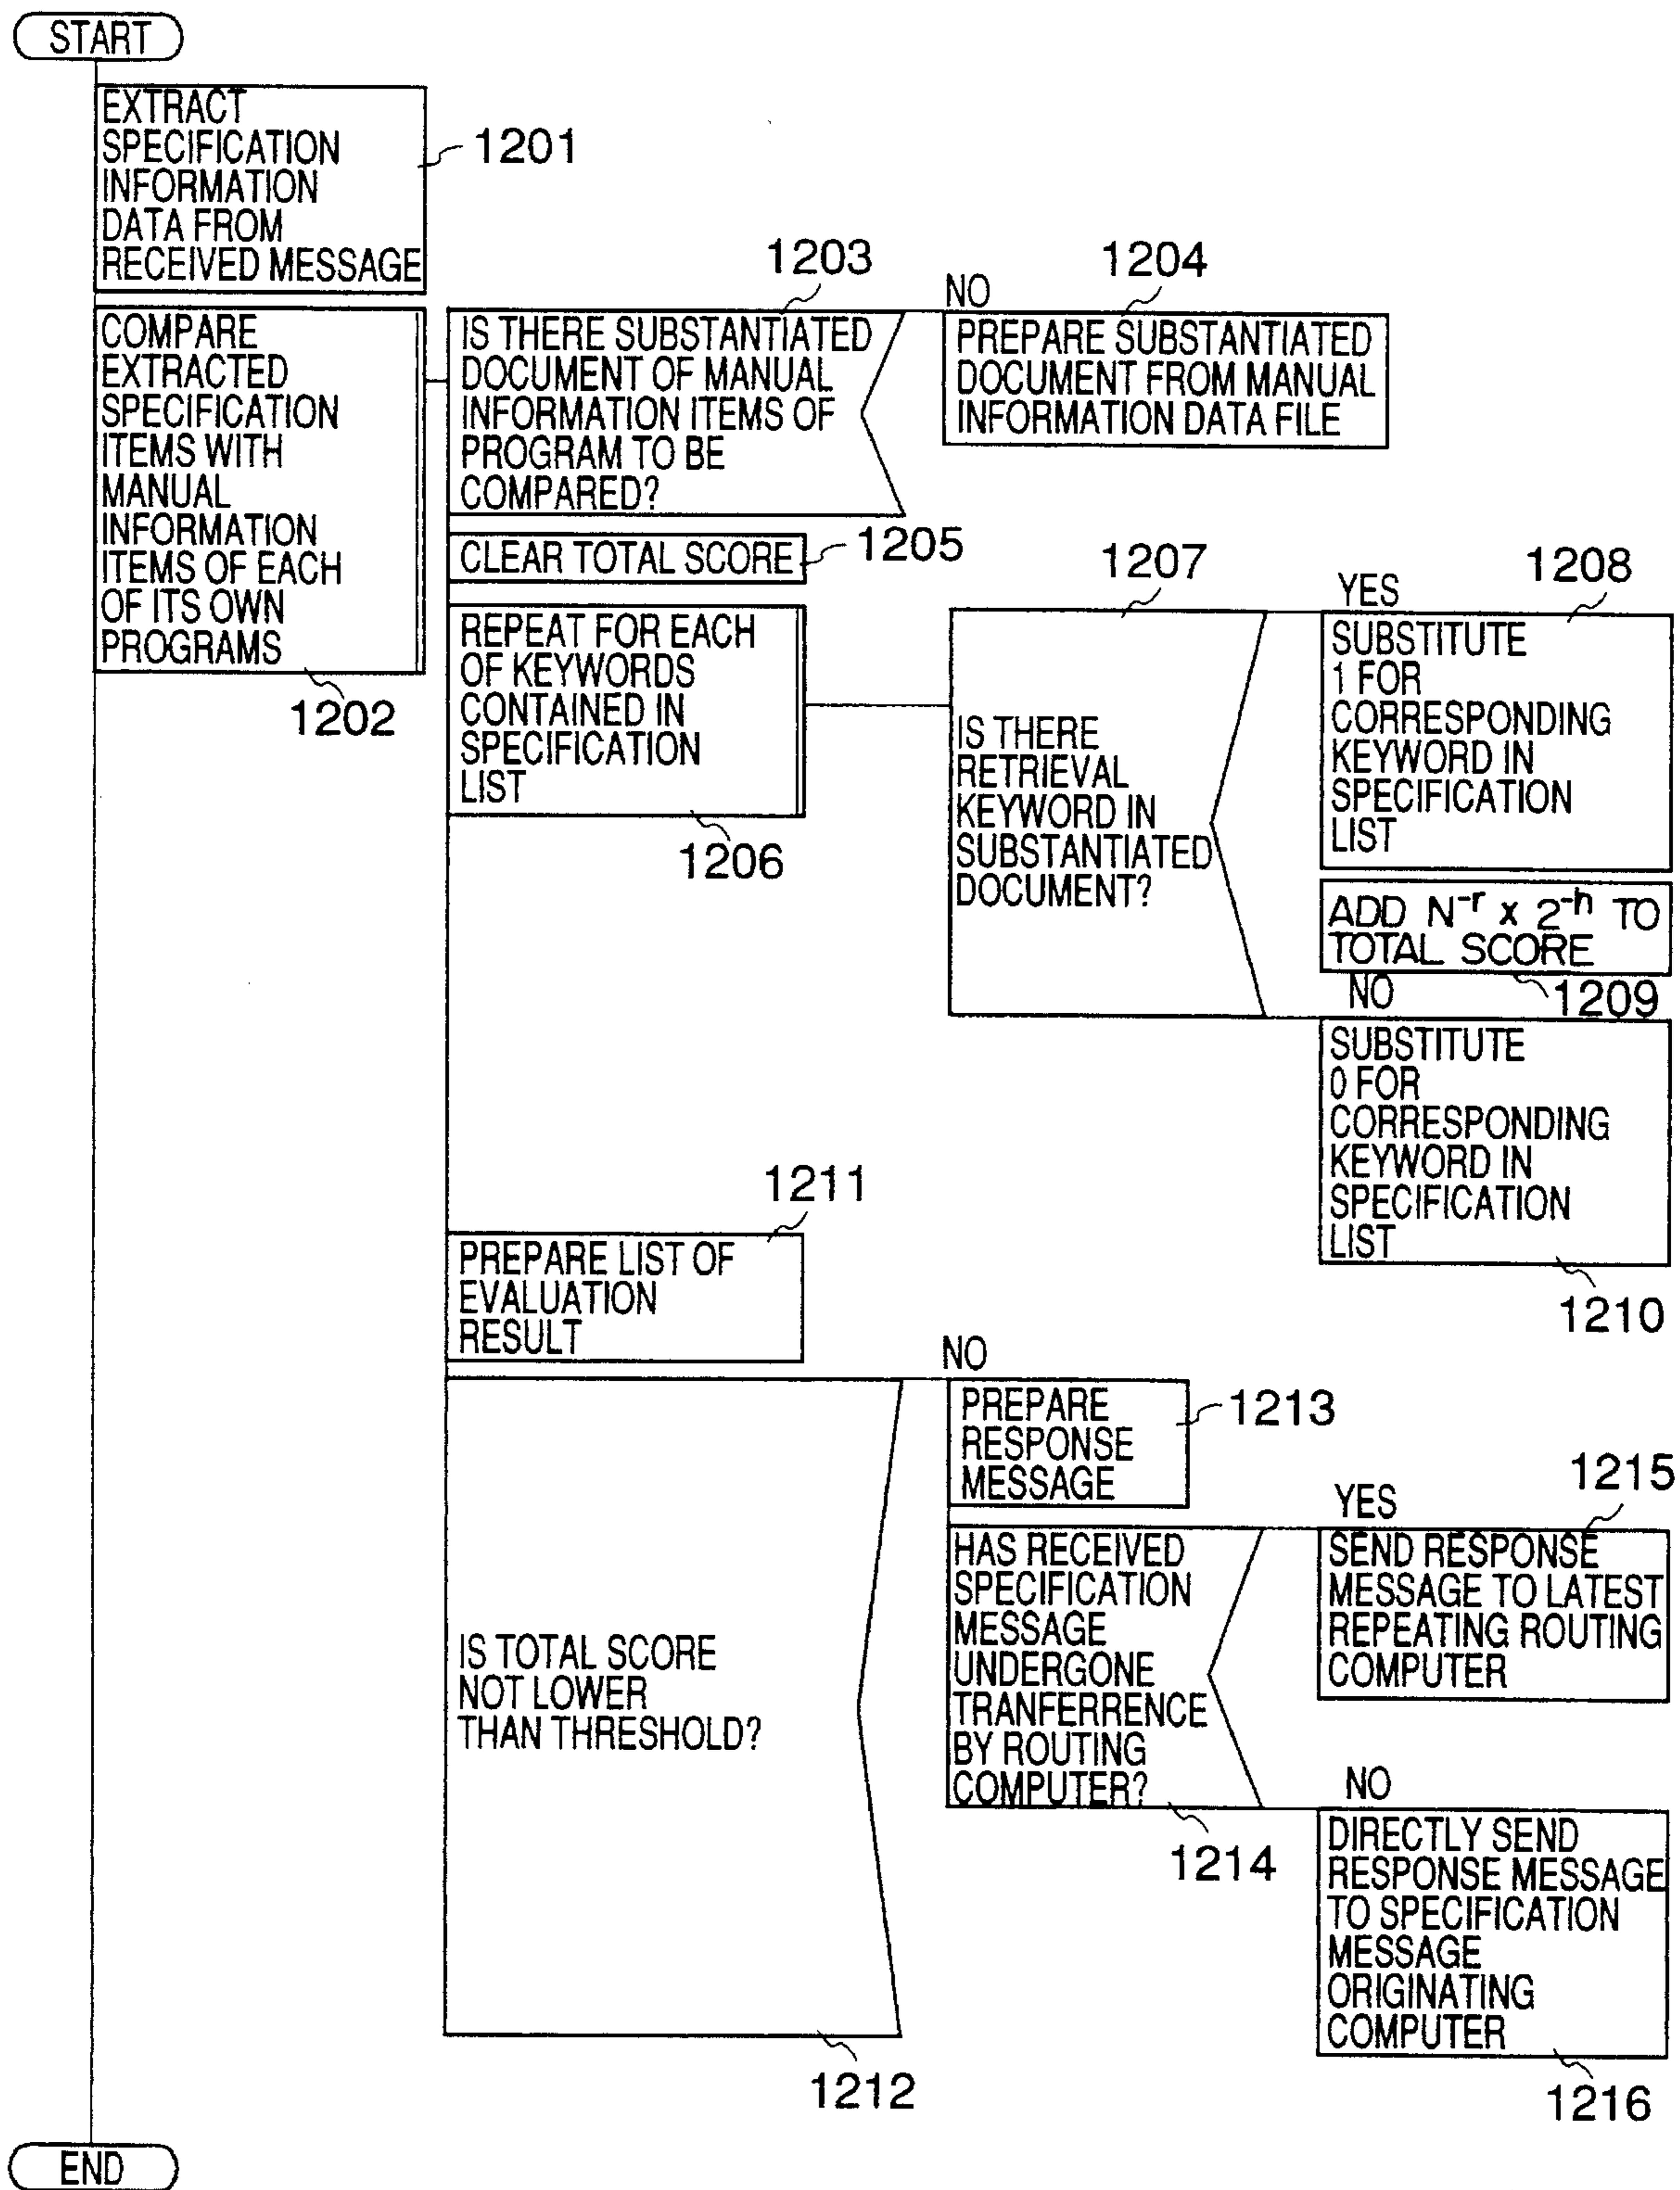 START
EXTRACT
SPECIFICATION
INFORMATION
DATA FROM
RECEIVED MESSAGE
1201
COMPARE
EXTRACTED
SPECIFICATION
ITEMS WITH
MANUAL
INFORMATION
ITEMS OF EACH
OF ITS OWN
PROGRAMS
1202
1203
IS THERE SUBSTANTIATED
DOCUMENT OF MANUAL
INFORMATION ITEMS OF
PROGRAM TO BE
COMPARED?
NO
1204
PREPARE SUBSTANTIATED
DOCUMENT FROM MANUAL
INFORMATION DATA FILE
CLEAR TOTAL SCORE
1205
REPEAT FOR EACH
OF KEYWORDS
CONTAINED IN
SPECIFICATION
LIST
1206
1207
IS THERE
RETRIEVAL
KEYWORD IN
SUBSTANTIATED
DOCUMENT?
YES
1208
SUBSTITUTE
1 FOR
CORRESPONDING
KEYWORD IN
SPECIFICATION
LIST
ADD N⁻ʳ x 2⁻ʰ TO
TOTAL SCORE
NO
1209
SUBSTITUTE
0 FOR
CORRESPONDING
KEYWORD IN
SPECIFICATION
LIST
1210
1211
PREPARE LIST OF
EVALUATION
RESULT
IS TOTAL SCORE
NOT LOWER
THAN THRESHOLD?
1212
NO
PREPARE
RESPONSE
MESSAGE
1213
HAS RECEIVED
SPECIFICATION
MESSAGE
UNDERGONE
TRANFERRENCE
BY ROUTING
COMPUTER?
1214
YES
1215
SEND RESPONSE
MESSAGE TO LATEST
REPEATING ROUTING
COMPUTER
NO
DIRECTLY SEND
RESPONSE MESSAGE
TO SPECIFICATION
MESSAGE
ORIGINATING
COMPUTER
1216
END